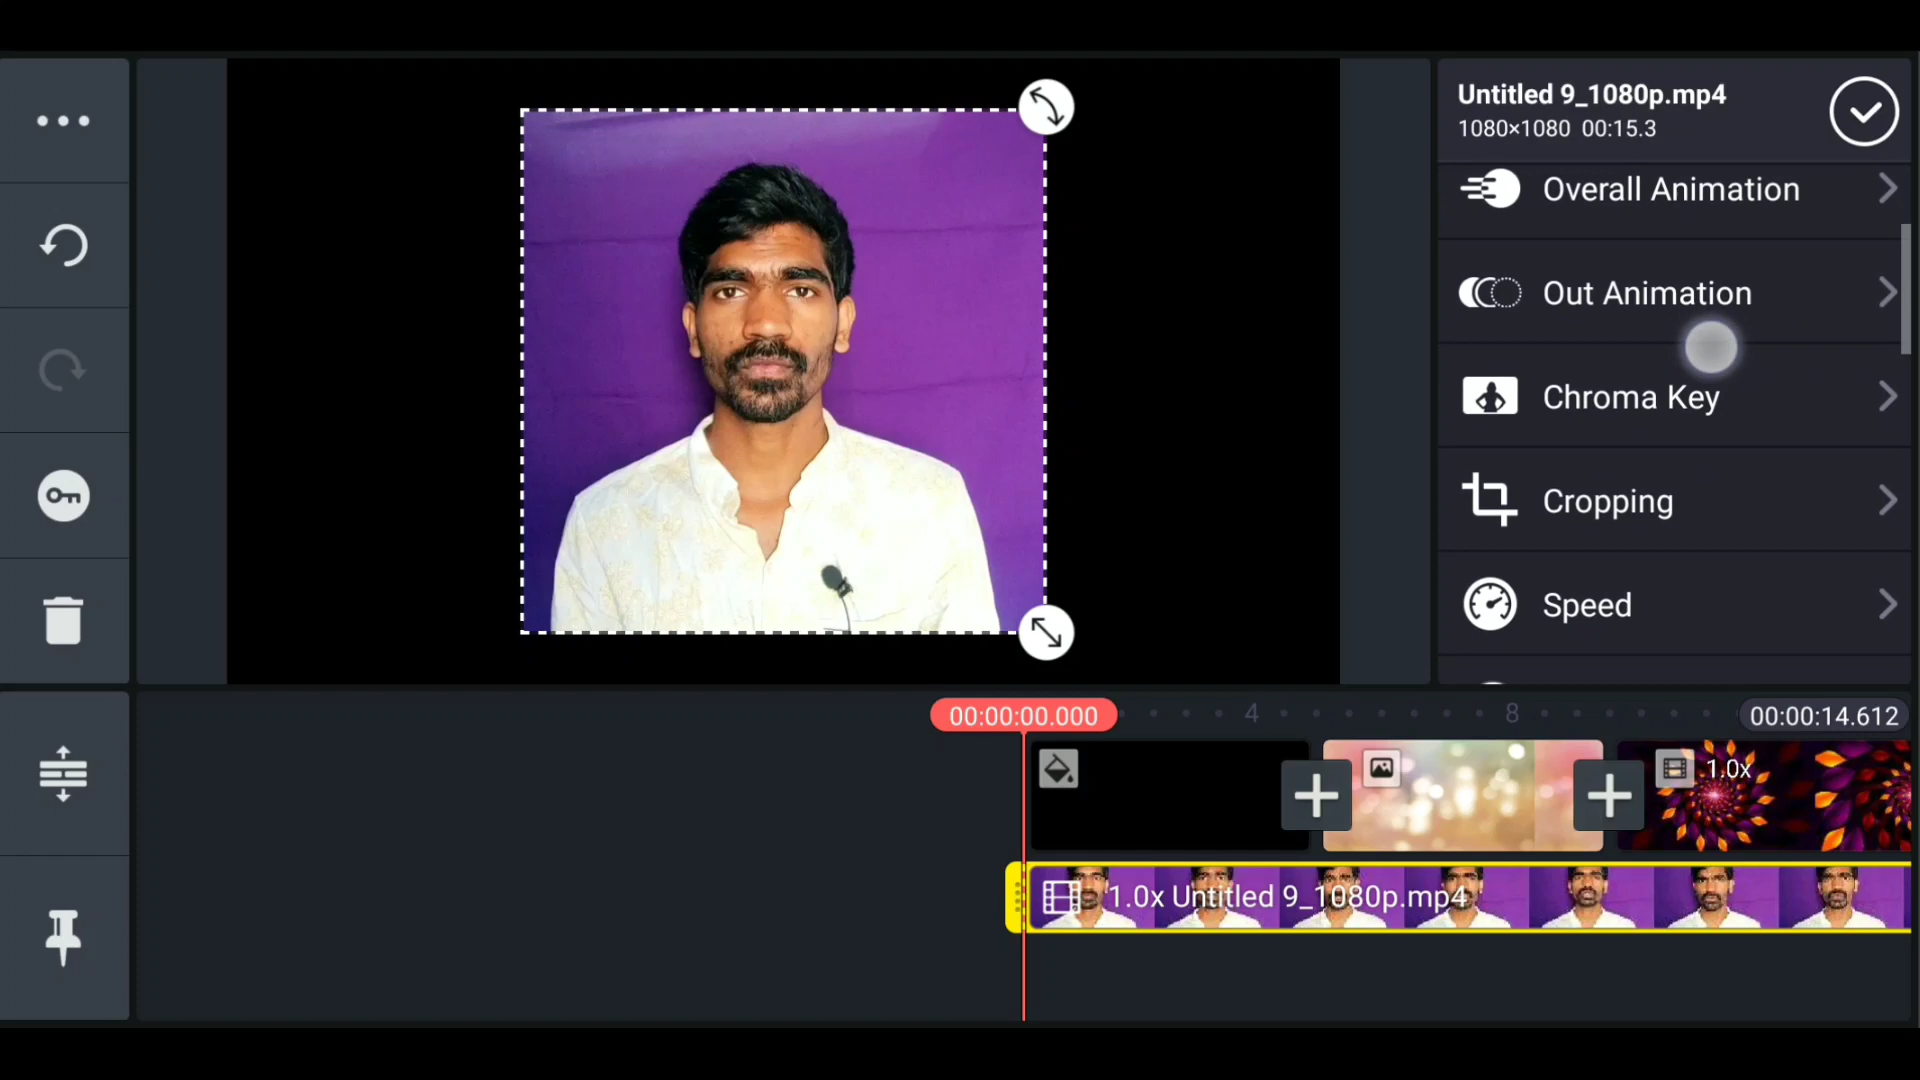 Untitled 9_1080p.mp4
1080×1080 00:15.3
Overall Animation
Out Animation
Chroma Key
Cropping
Speed
00:00:00.000
4
8
00:00:14.612
1.0x
1.0x Untitled 9_1080p.mp4